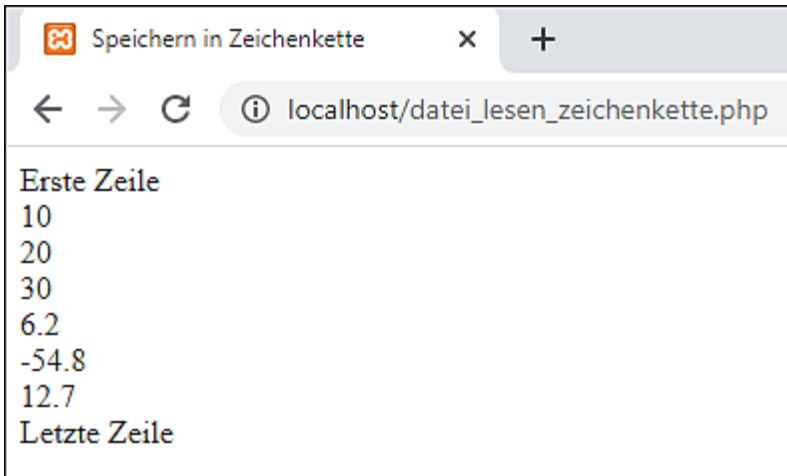 Speichern in Zeichenkette
localhost/datei_lesen_zeichenkette.php
Erste Zeile
10
20
30
6.2
-54.8
12.7
Letzte Zeile